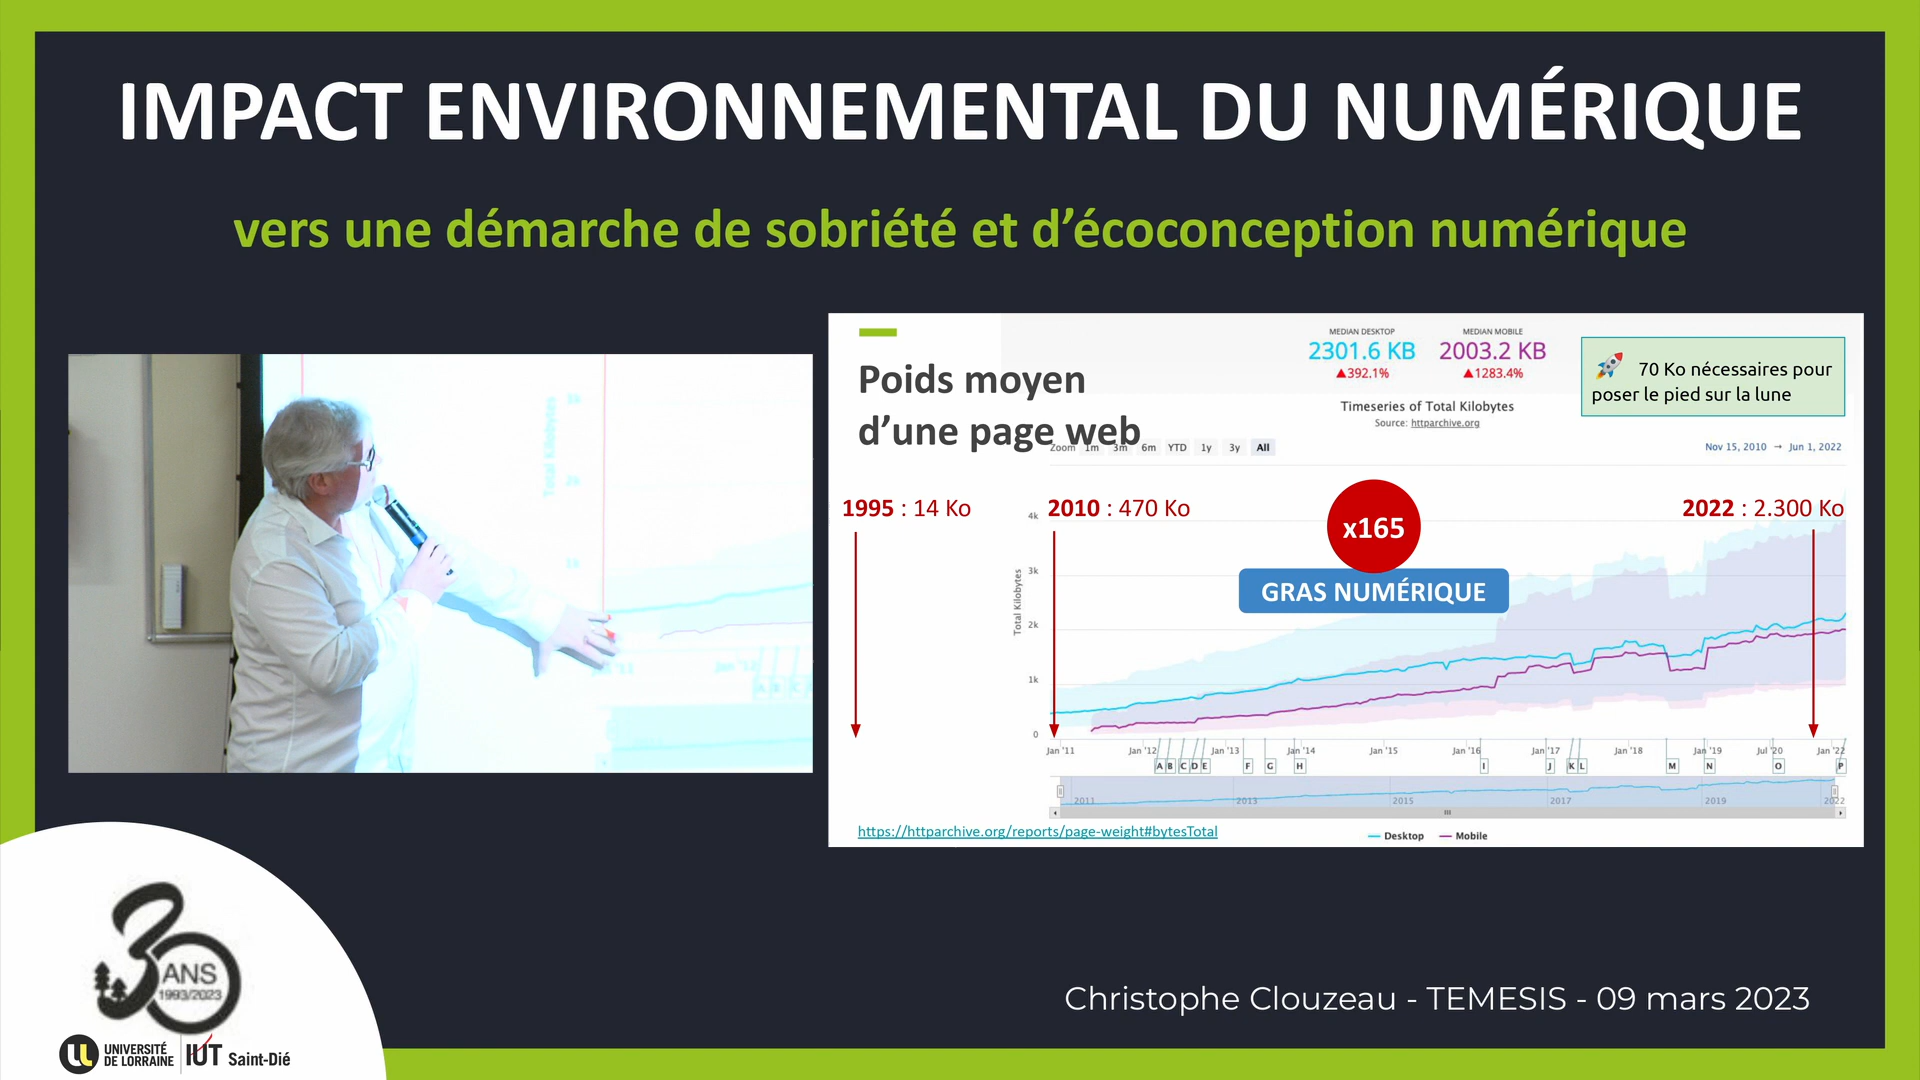 IMPACT ENVIRONNEMENTAL DU NUMÉRIQUE
vers une démarche de sobriété et d'écoconception numérique
Total Kilobytes
Poids moyen
d'une page web
MEDIAN DESKTOP
2301.6 KB
▲392.1%
MEDIAN MOBILE
2003.2 KB
▲1283.4%
🚀 70 Ko nécessaires pour
poser le pied sur la lune
Timeseries of Total Kilobytes
Source: httparchive.org
Zoom 1m 3m 6m YTD 1y 3y All
Nov 15, 2010 → Jun 1, 2022
1995 : 14 Ko
2010 : 470 Ko
x165
2022 : 2.300 Ko
GRAS NUMÉRIQUE
Total Kilobytes
4k
3k
2k
1k
0
Jan '11 Jan '12 Jan '13 Jan '14 Jan '15 Jan '16 Jan '17 Jan '18 Jan '19 Jul '20 Jan '22
A B C D E F G H I J K L M N O P
2011 2013 2015 2017 2019 2022
https://httparchive.org/reports/page-weight#bytesTotal
Desktop Mobile
30 ANS
1993/2023
UNIVERSITÉ
DE LORRAINE
IUT Saint-Dié
Christophe Clouzeau - TEMESIS - 09 mars 2023